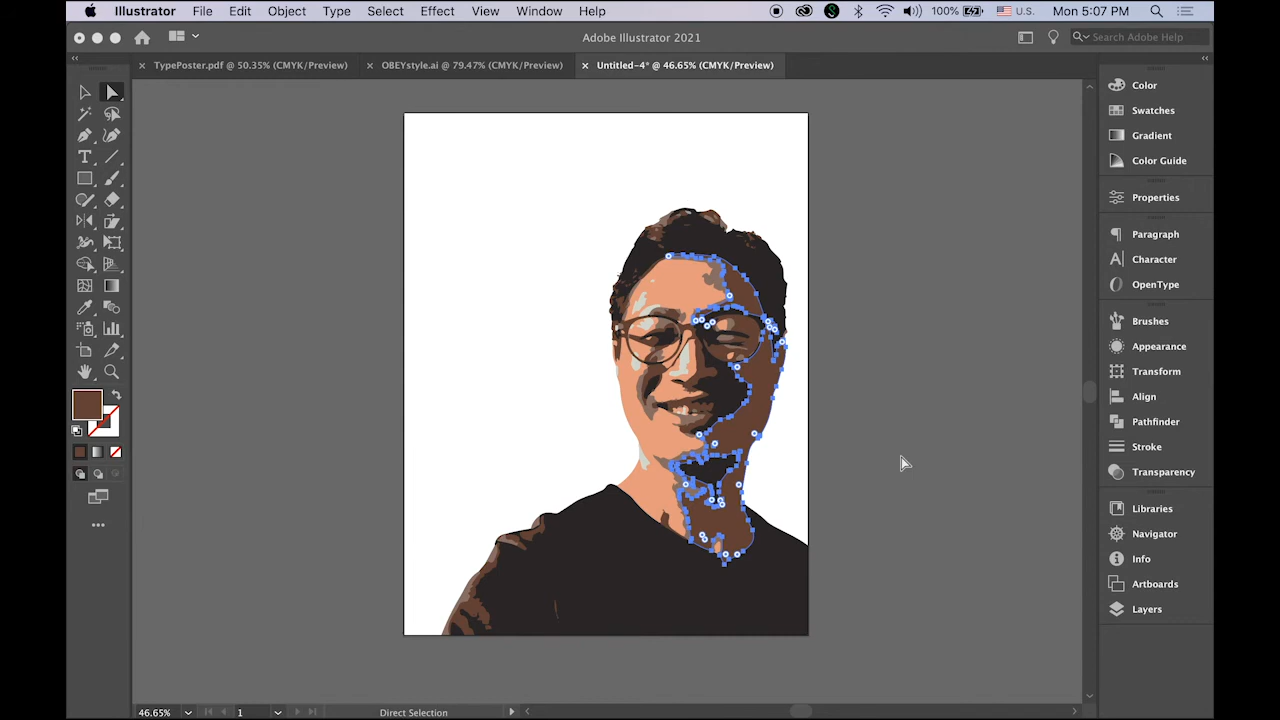 Illustrator File Edit Object Type Select Effect View Window Help 100% U.S. Mon 5:07 PM
Adobe Illustrator 2021 Search Adobe Help
TypePoster.pdf @ 50.35% (CMYK/Preview) OBEYstyle.ai @ 79.47% (CMYK/Preview) Untitled-4* @ 46.65% (CMYK/Preview)
Color
Swatches
Gradient
Color Guide
Properties
Paragraph
Character
OpenType
Brushes
Appearance
Transform
Align
Pathfinder
Stroke
Transparency
Libraries
Navigator
Info
Artboards
Layers
46.65% 1 Direct Selection